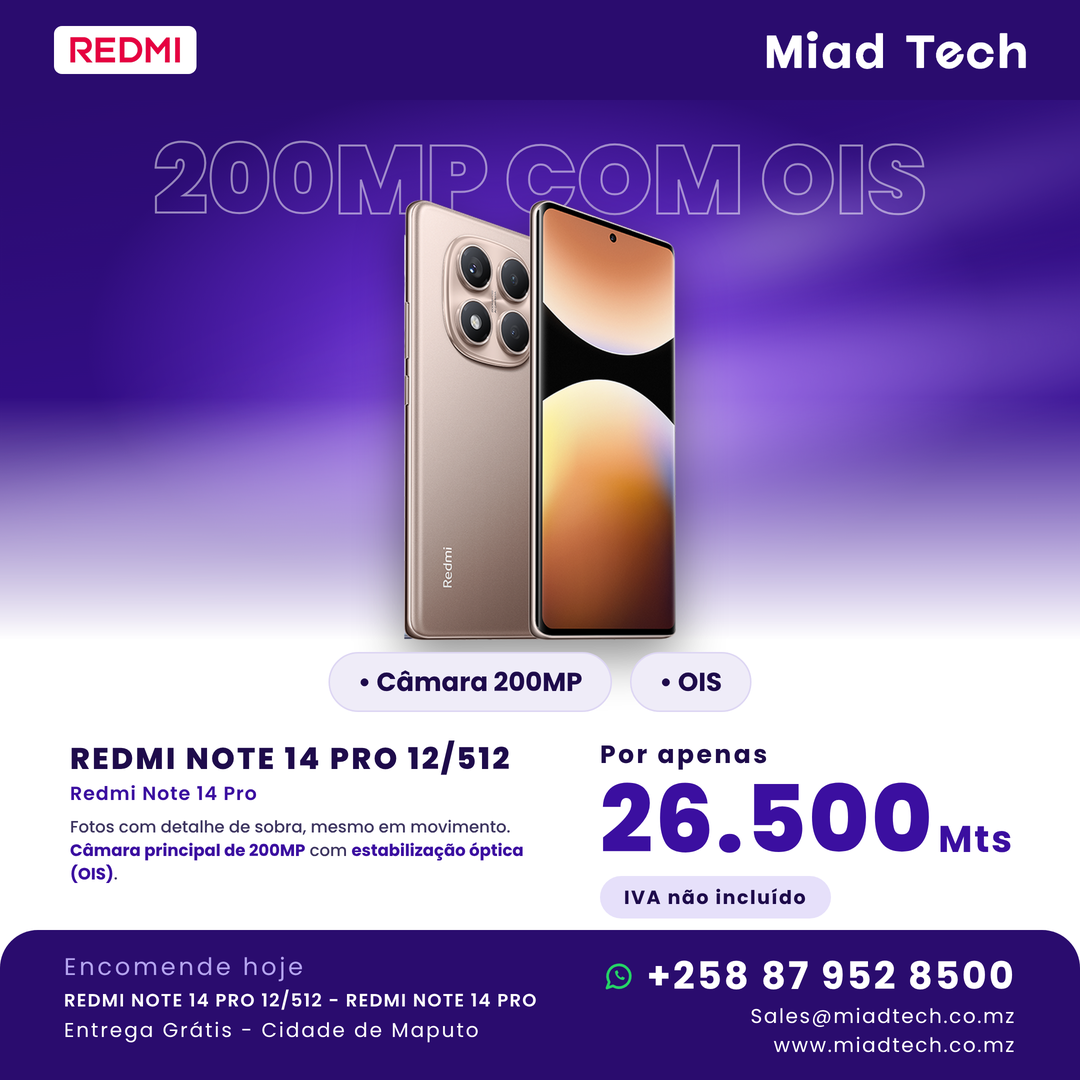 REDMI
Miad Tech
200MP COM OIS
Redmi
• Câmara 200MP
• OIS
REDMI NOTE 14 PRO 12/512
Redmi Note 14 Pro
Fotos com detalhe de sobra, mesmo em movimento.
Câmara principal de 200MP com estabilização óptica
(OIS).
Por apenas
26.500 Mts
IVA não incluído
Encomende hoje
REDMI NOTE 14 PRO 12/512 - REDMI NOTE 14 PRO
Entrega Grátis - Cidade de Maputo
+258 87 952 8500
Sales@miadtech.co.mz
www.miadtech.co.mz